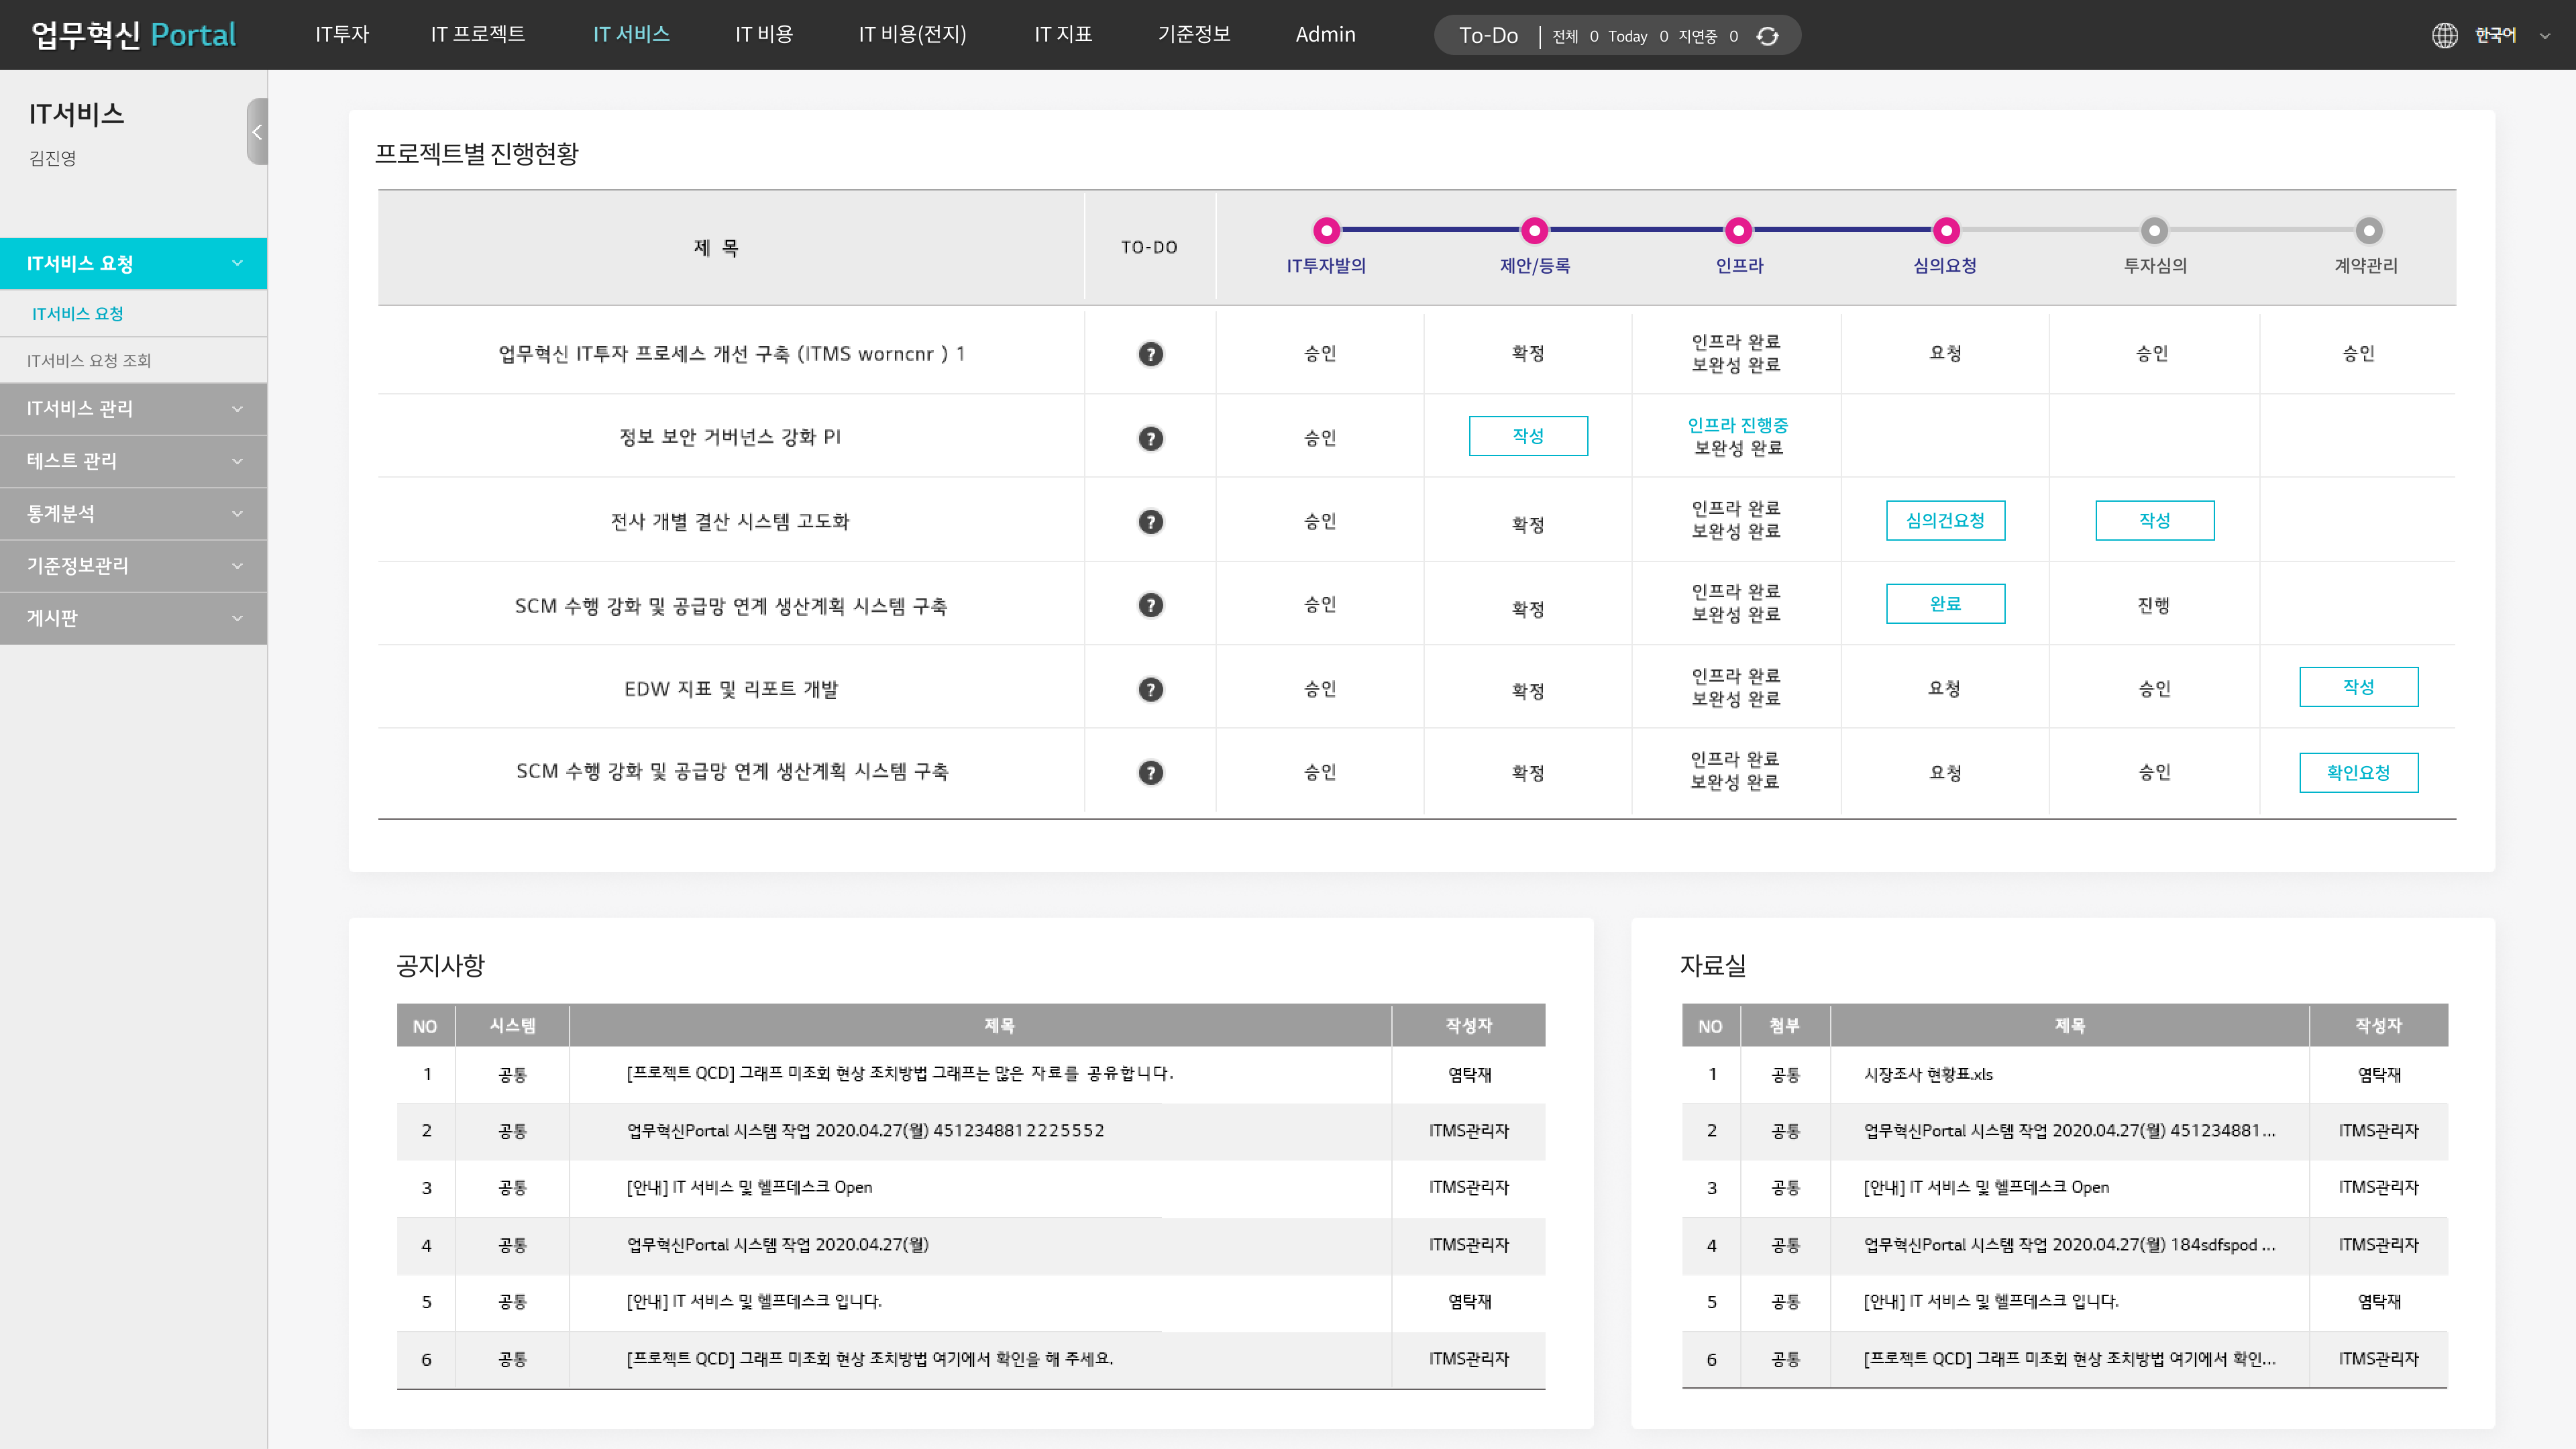 업무혁신 Portal
IT투자 IT 프로젝트 IT 서비스 IT 비용 IT 비용(전지) IT 지표 기준정보 Admin
To-Do 전체 0 Today 0 지연중 0
한국어
IT서비스
김진영
IT서비스 요청
IT서비스 요청
IT서비스 요청 조회
IT서비스 관리
테스트 관리
통계분석
기준정보관리
게시판
프로젝트별 진행현황
제 목 TO-DO IT투자발의 제안/등록 인프라 심의요청 투자심의 계약관리
업무혁신 IT투자 프로세스 개선 구축 (ITMS worncnr ) 1 ? 승인 확정 인프라 완료 요청 승인 승인
보완성 완료
정보 보안 거버넌스 강화 PI ? 승인 작성 인프라 진행중
보완성 완료
전사 개별 결산 시스템 고도화 ? 승인 확정 인프라 완료 심의건요청 작성
보완성 완료
SCM 수행 강화 및 공급망 연계 생산계획 시스템 구축 ? 승인 확정 인프라 완료 완료 진행
보완성 완료
EDW 지표 및 리포트 개발 ? 승인 확정 인프라 완료 요청 승인 작성
보완성 완료
SCM 수행 강화 및 공급망 연계 생산계획 시스템 구축 ? 승인 확정 인프라 완료 요청 승인 확인요청
보완성 완료
공지사항
NO 시스템 제목 작성자
1 공통 [프로젝트 QCD] 그래프 미조회 현상 조치방법 그래프는 많은 자료를 공유합니다. 염탁재
2 공통 업무혁신Portal 시스템 작업 2020.04.27(월) 4512348812225552 ITMS관리자
3 공통 [안내] IT 서비스 및 헬프데스크 Open ITMS관리자
4 공통 업무혁신Portal 시스템 작업 2020.04.27(월) ITMS관리자
5 공통 [안내] IT 서비스 및 헬프데스크 입니다. 염탁재
6 공통 [프로젝트 QCD] 그래프 미조회 현상 조치방법 여기에서 확인을 해 주세요. ITMS관리자
자료실
NO 첨부 제목 작성자
1 공통 시장조사 현황표.xls 염탁재
2 공통 업무혁신Portal 시스템 작업 2020.04.27(월) 451234881... ITMS관리자
3 공통 [안내] IT 서비스 및 헬프데스크 Open ITMS관리자
4 공통 업무혁신Portal 시스템 작업 2020.04.27(월) 184sdfspod ... ITMS관리자
5 공통 [안내] IT 서비스 및 헬프데스크 입니다. 염탁재
6 공통 [프로젝트 QCD] 그래프 미조회 현상 조치방법 여기에서 확인... ITMS관리자